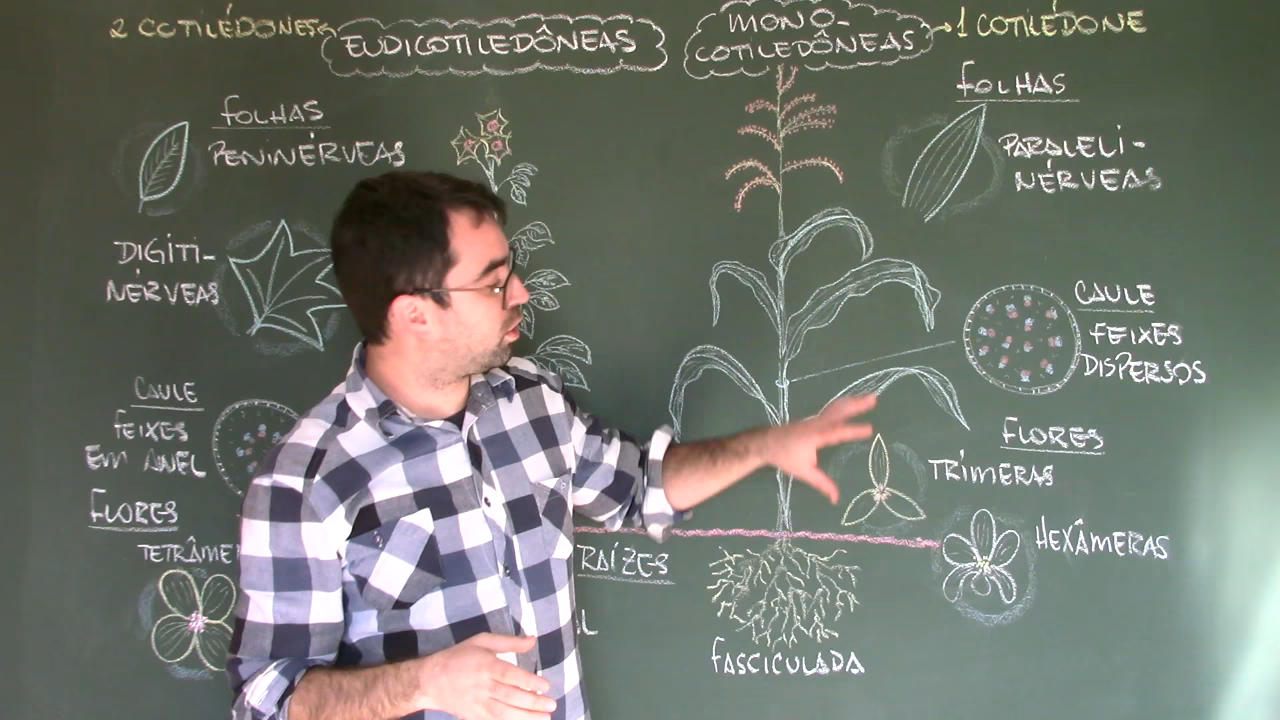 2 COTILÉDONES
EUDICOTILEDÔNEAS
FOLHAS
PENINÉRVEAS
DIGITI-
NÉRVEAS
CAULE
FEIXES
EM ANEL
FLORES
MONO-
COTILEDÔNEAS
1 COTILÉDONE
FOLHAS
PARALELI-
NÉRVEAS
CAULE
FEIXES
DISPERSOS
FLORES
TRÍMERAS
HEXÂMERAS
RAÍZES
FASCICULADA